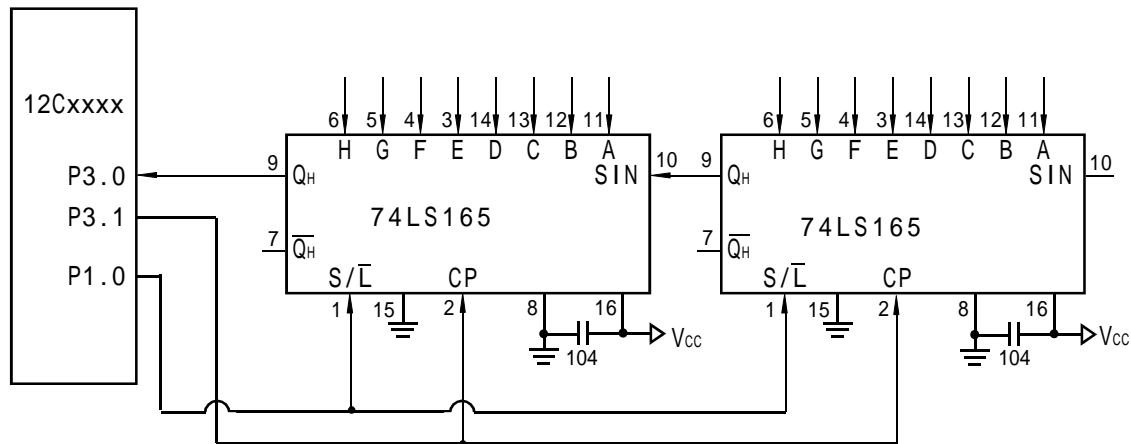 12Cxxxx
6 5 4 3 14 13 12 11 6 5 4 3 14 13 12 11
H G F E D C B A H G F E D C B A
P3.0 9 QH SIN 10 9 QH SIN 10
P3.1 74LS165 74LS165
7 Q̅H̅ 7 Q̅H̅
P1.0 S/L̅ CP S/L̅ CP
1 15 2 8 16 1 15 2 8 16
104 VCC 104 VCC